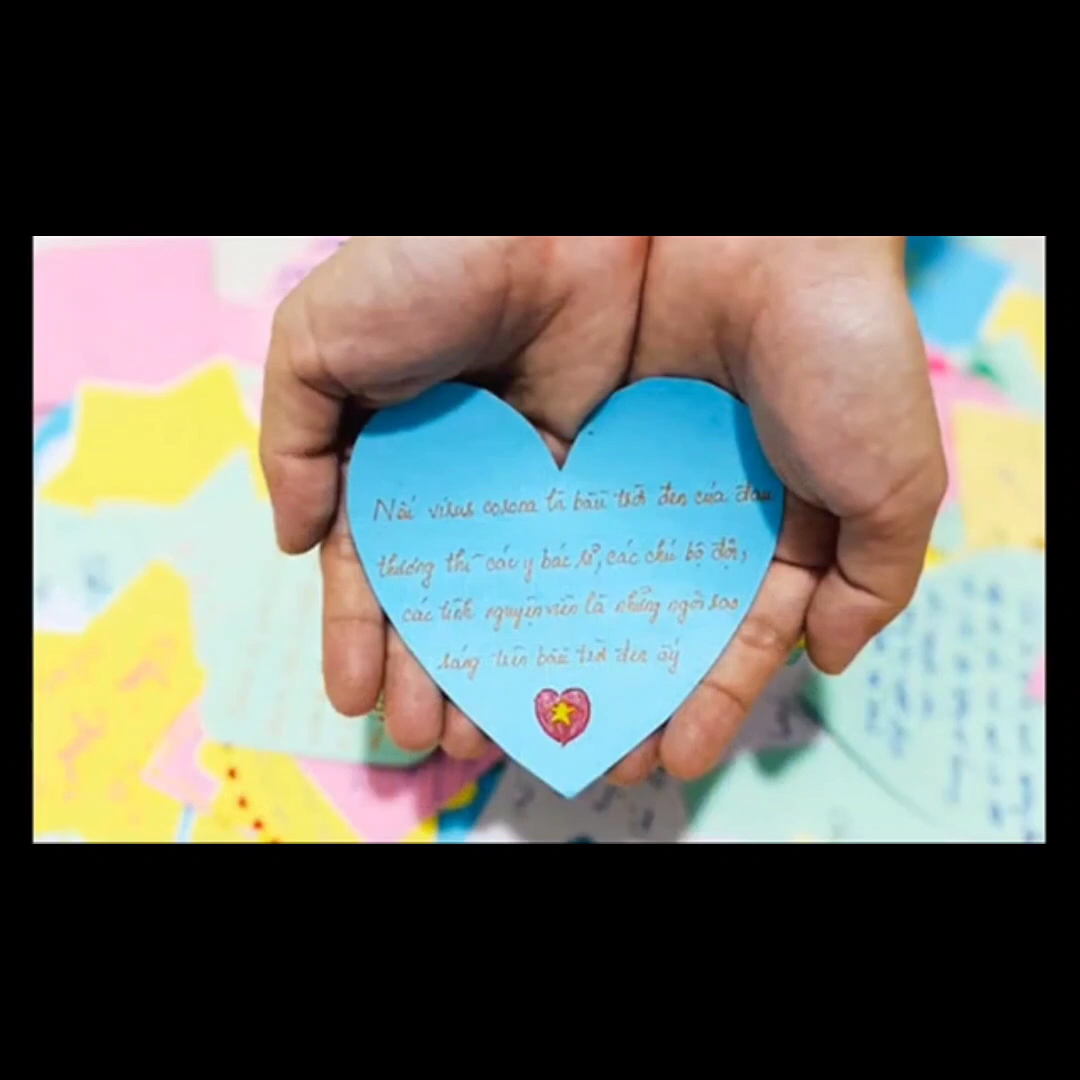 Nếu virus corona là bầu trời đen của đau
thương thì các y bác sĩ, các chú bộ đội,
các tình nguyện viên là những ngôi sao
sáng trên bầu trời đen ấy